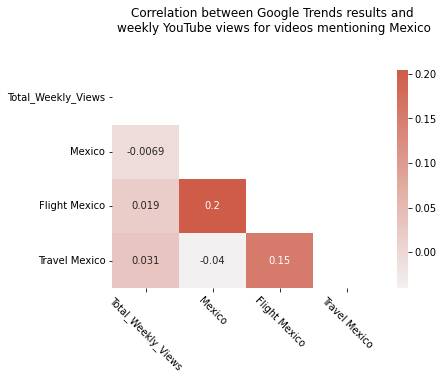 Correlation between Google Trends results and
weekly YouTube views for videos mentioning Mexico
Total_Weekly_Views
Mexico
-0.0069
Flight Mexico
0.019
0.2
Travel Mexico
0.031
-0.04
0.15
Total_Weekly_Views
Mexico
Flight Mexico
Travel Mexico
0.20
0.15
0.10
0.05
0.00